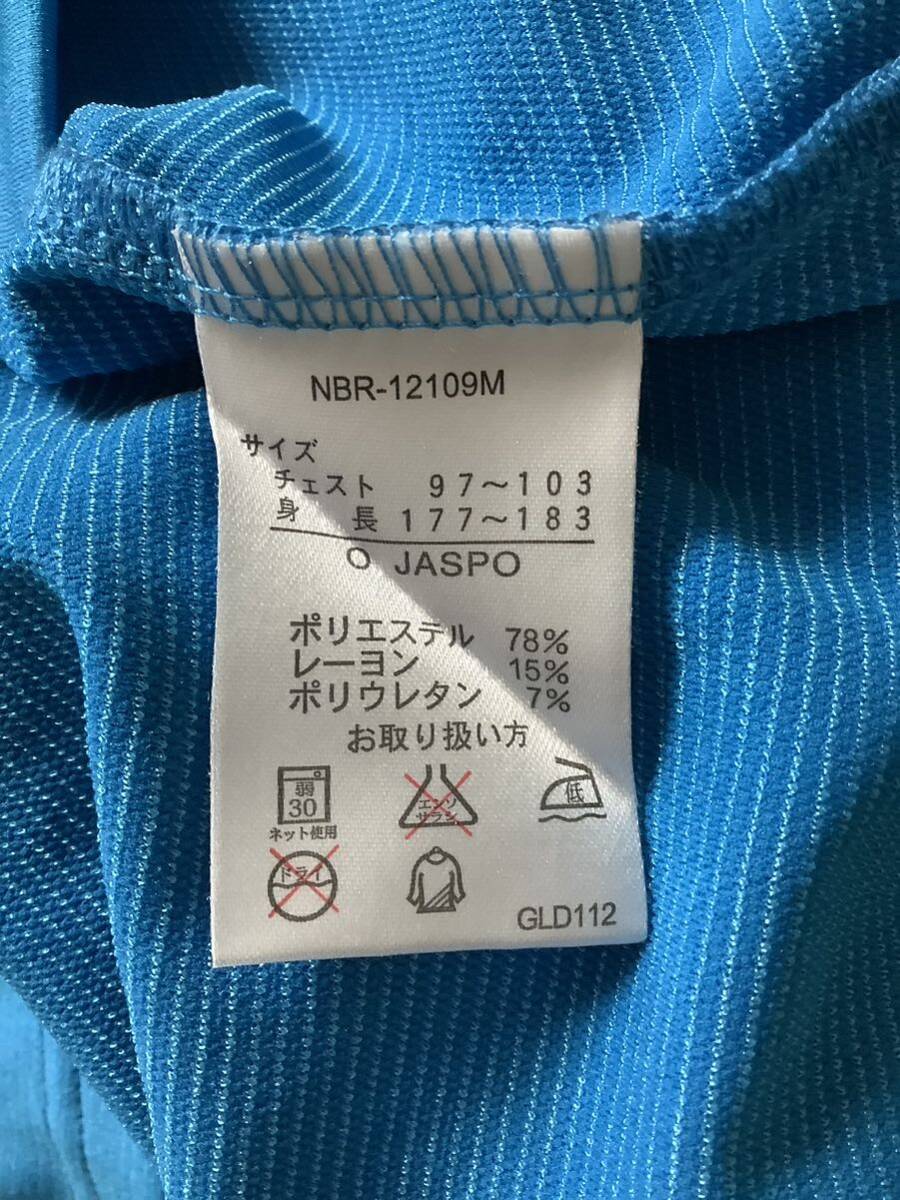 NBR-12109M
サイズ
チェスト 97～103
身長 177～183
O JASPO
ポリエステル 78%
レーヨン 15%
ポリウレタン 7%
お取り扱い方
弱
30
ネット使用
エンソ
サラシ
低
ドライ
GLD112